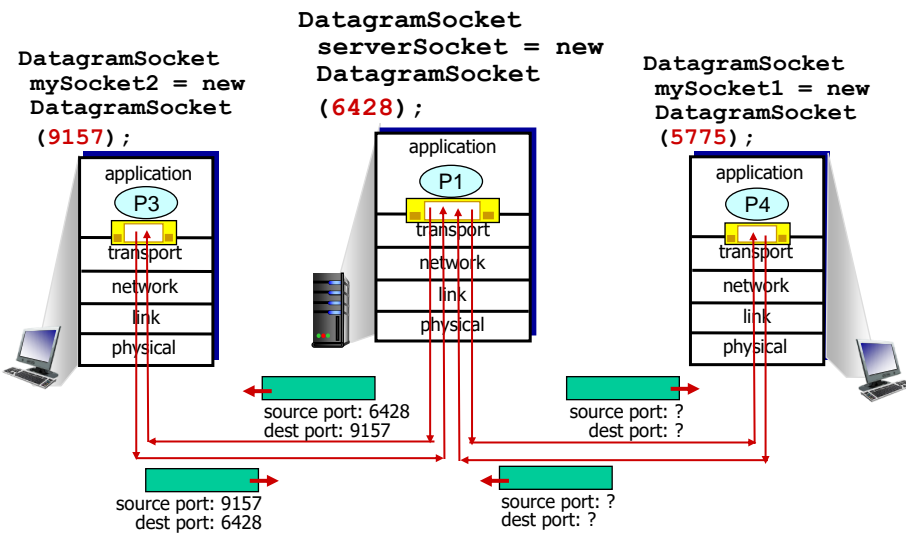 DatagramSocket
serverSocket = new
DatagramSocket
(6428);
DatagramSocket
mySocket2 = new
DatagramSocket
(9157);
DatagramSocket
mySocket1 = new
DatagramSocket
(5775);
application
P3
transport
network
link
physical
application
P1
transport
network
link
physical
application
P4
transport
network
link
physical
source port: 6428
dest port: 9157
source port: ?
dest port: ?
source port: 9157
dest port: 6428
source port: ?
dest port: ?